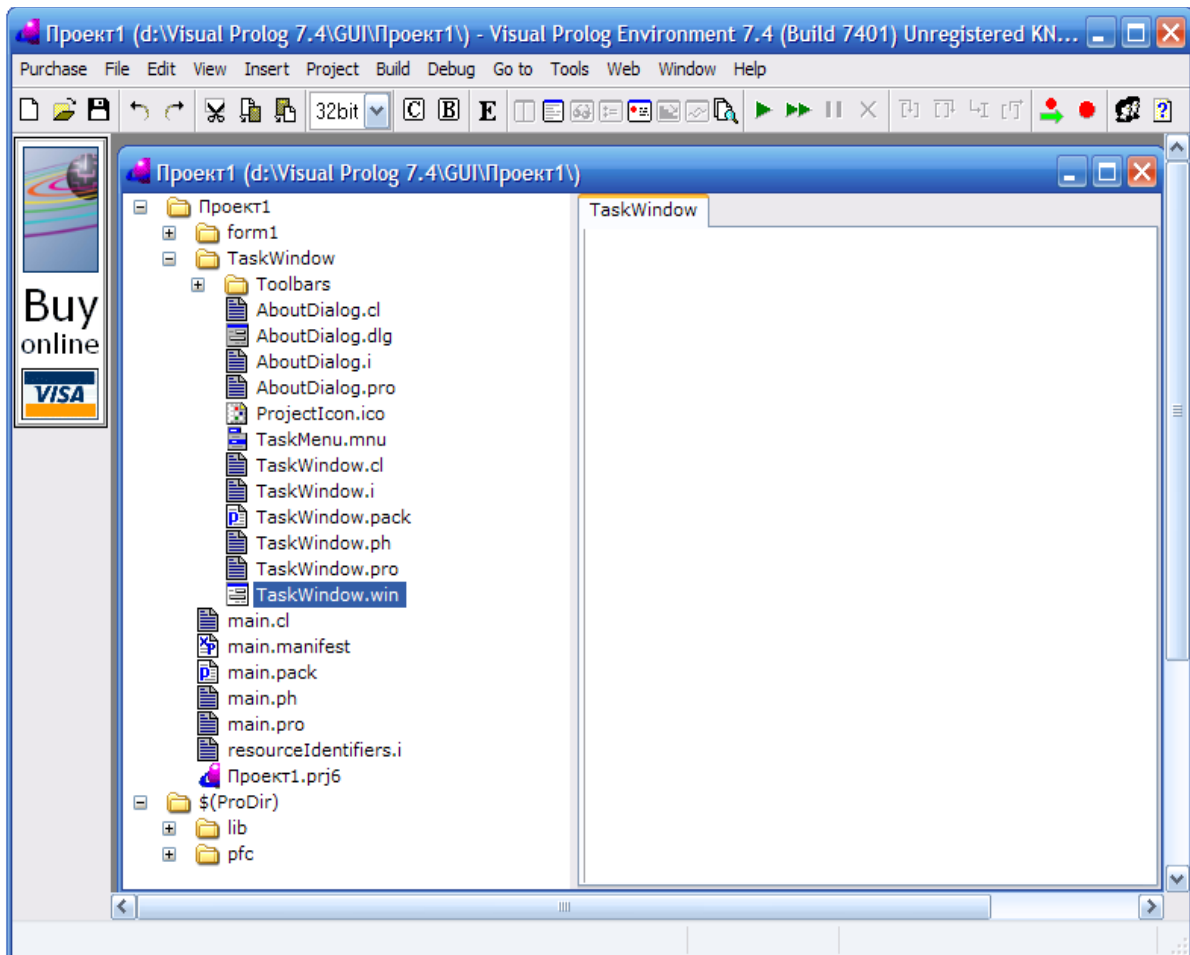 Проект1 (d:\Visual Prolog 7.4\GUI\Проект1\) - Visual Prolog Environment 7.4 (Build 7401) Unregistered KN...
Purchase File Edit View Insert Project Build Debug Go to Tools Web Window Help
32bit C B E
Buy
online
VISA
Проект1 (d:\Visual Prolog 7.4\GUI\Проект1\)
Проект1
form1
TaskWindow
Toolbars
AboutDialog.cl
AboutDialog.dlg
AboutDialog.i
AboutDialog.pro
ProjectIcon.ico
TaskMenu.mnu
TaskWindow.cl
TaskWindow.i
TaskWindow.pack
TaskWindow.ph
TaskWindow.pro
TaskWindow.win
main.cl
main.manifest
main.pack
main.ph
main.pro
resourceIdentifiers.i
Проект1.prj6
$(ProDir)
lib
pfc
TaskWindow